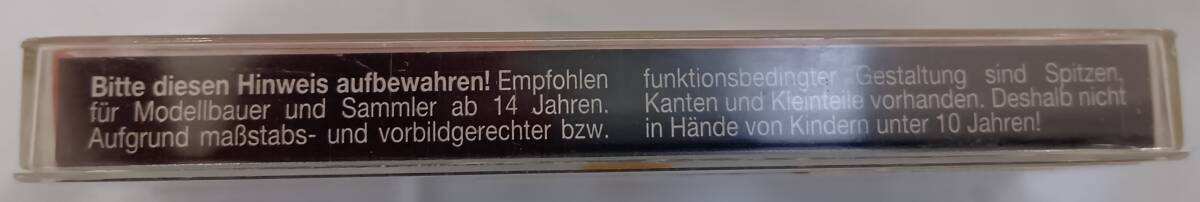 Bitte diesen Hinweis aufbewahren! Empfohlen
für Modellbauer und Sammler ab 14 Jahren.
Aufgrund maßstabs- und vorbildgerechter bzw.
funktionsbedingter Gestaltung sind Spitzen,
Kanten und Kleinteile vorhanden. Deshalb nicht
in Hände von Kindern unter 10 Jahren!